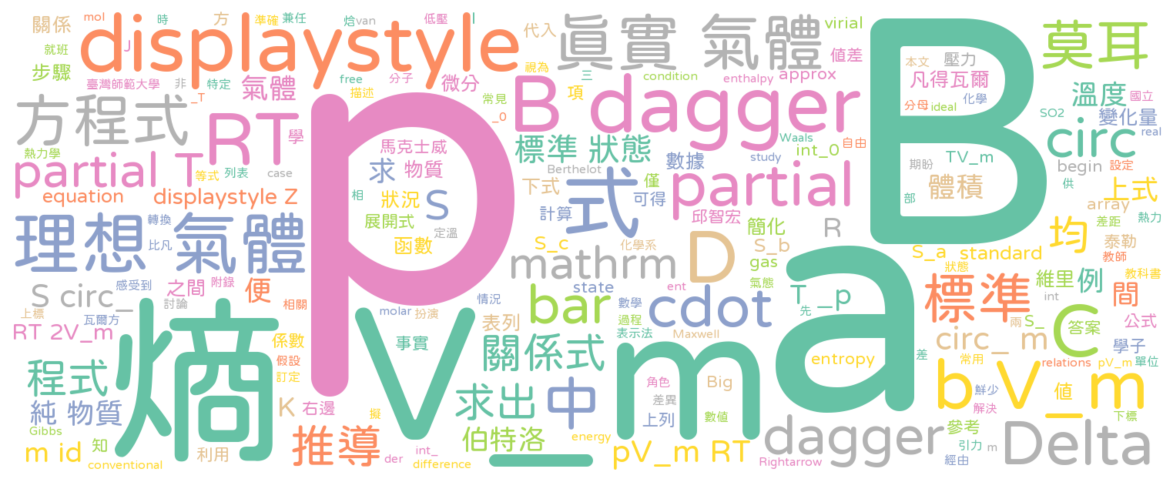 關係 mol 時 displaystyle 方 準確 兼任 焓 van 低壓 l 代入 真實 氣體 virial B 壓力 莫耳
就班 J 步驟 臺灣師範大學 非 特定 氣體 free 描述 分子 微分 親為 condition 三 enthalpy approx 值差 本文 凡得瓦爾 溫度 國立
方程式 _T RT 學 p 常見 _0 項 B dagger 分母 ideal 化學 SO2 變化量 real
熱力學 partial T 等式 列表 case 馬克士威 求 物質 標準 狀態 數據 Waals int_0 自由 期盼 TV_m circ
equation displaystyle Z 相 狀況 S 下式 Berthelot 式 僅 study partial begin 體積 設定 供 上式
理想 氣體 轉換 比凡 展開式 定溫 函數 計算 可得 邱智宏 簡化 R 部 array 差距 熱力
感受到 附錄 S_c 化學系 mathrm D S_b gas S_a standard 均 泰勒 教師
S circ_ 之間 便 討論 相關 V_m state ent bar cdot T _p 氣態 a 狀態 標準 維里 例 int 間 教科書
上標 瓦爾方 RT 2V_m 熵 係數 molar 扮演 情況 數學 過程 表示法 Maxwell 先 兩 S_ C 答案 公式
程式 假設 訂定 事實 表列 關係式 m relations circ_ m 差 常用 pV_m 單位 學子
純 物質 K 右邊 求出 中 角色 Big 差異 entropy b V_m 值 鮮少 下標
Gibbs 知 擬 上列 數值 解決 參考
m id 利用 推導 int_ 伯特洛 energy pV_m RT dagger 引力 m Delta
conventional der difference _ Rightarrow 經由